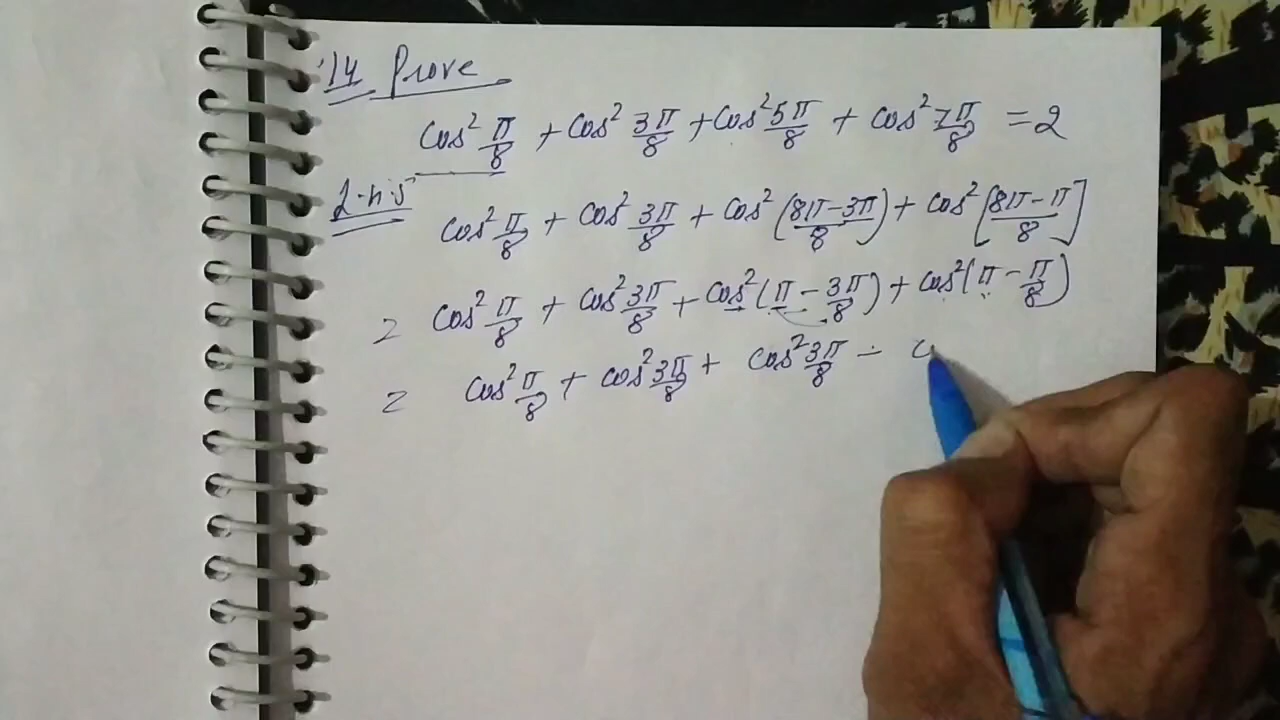 14 Prove
cos² π/8 + cos² 3π/8 + cos² 5π/8 + cos² 7π/8 = 2
L.H.S
cos² π/8 + cos² 3π/8 + cos² (8π-3π/8) + cos² [8π-π/8]
= cos² π/8 + cos² 3π/8 + cos² (π - 3π/8) + cos² (π - π/8)
= cos² π/8 + cos² 3π/8 + cos² 3π/8 -